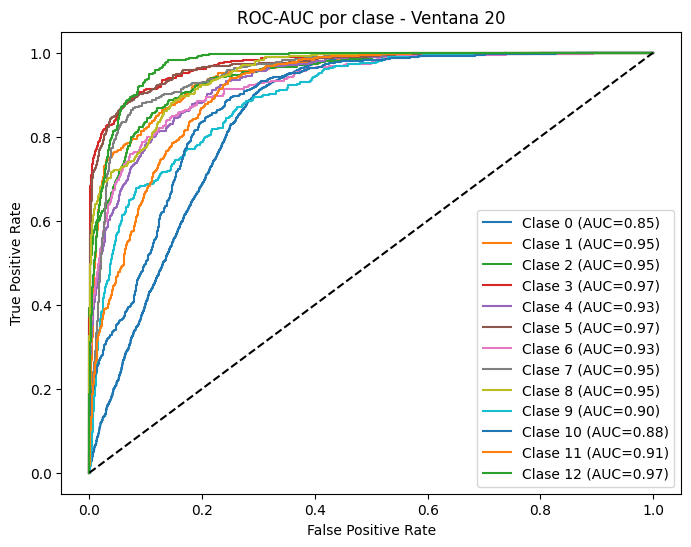 ROC-AUC por clase - Ventana 20
True Positive Rate
1.0
0.8
0.6
0.4
0.2
0.0
Clase 0 (AUC=0.85)
Clase 1 (AUC=0.95)
Clase 2 (AUC=0.95)
Clase 3 (AUC=0.97)
Clase 4 (AUC=0.93)
Clase 5 (AUC=0.97)
Clase 6 (AUC=0.93)
Clase 7 (AUC=0.95)
Clase 8 (AUC=0.95)
Clase 9 (AUC=0.90)
Clase 10 (AUC=0.88)
Clase 11 (AUC=0.91)
Clase 12 (AUC=0.97)
0.0 0.2 0.4 0.6 0.8 1.0
False Positive Rate